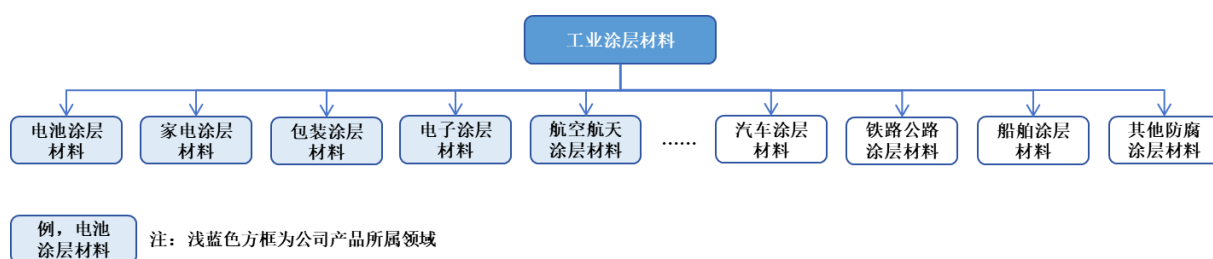 工业涂层材料
电池涂层
材料
家电涂层
材料
包装涂层
材料
电子涂层
材料
航空航天
涂层材料
……
汽车涂层
材料
铁路公路
涂层材料
船舶涂层
材料
其他防腐
涂层材料
例，电池
涂层材料
注：浅蓝色方框为公司产品所属领域